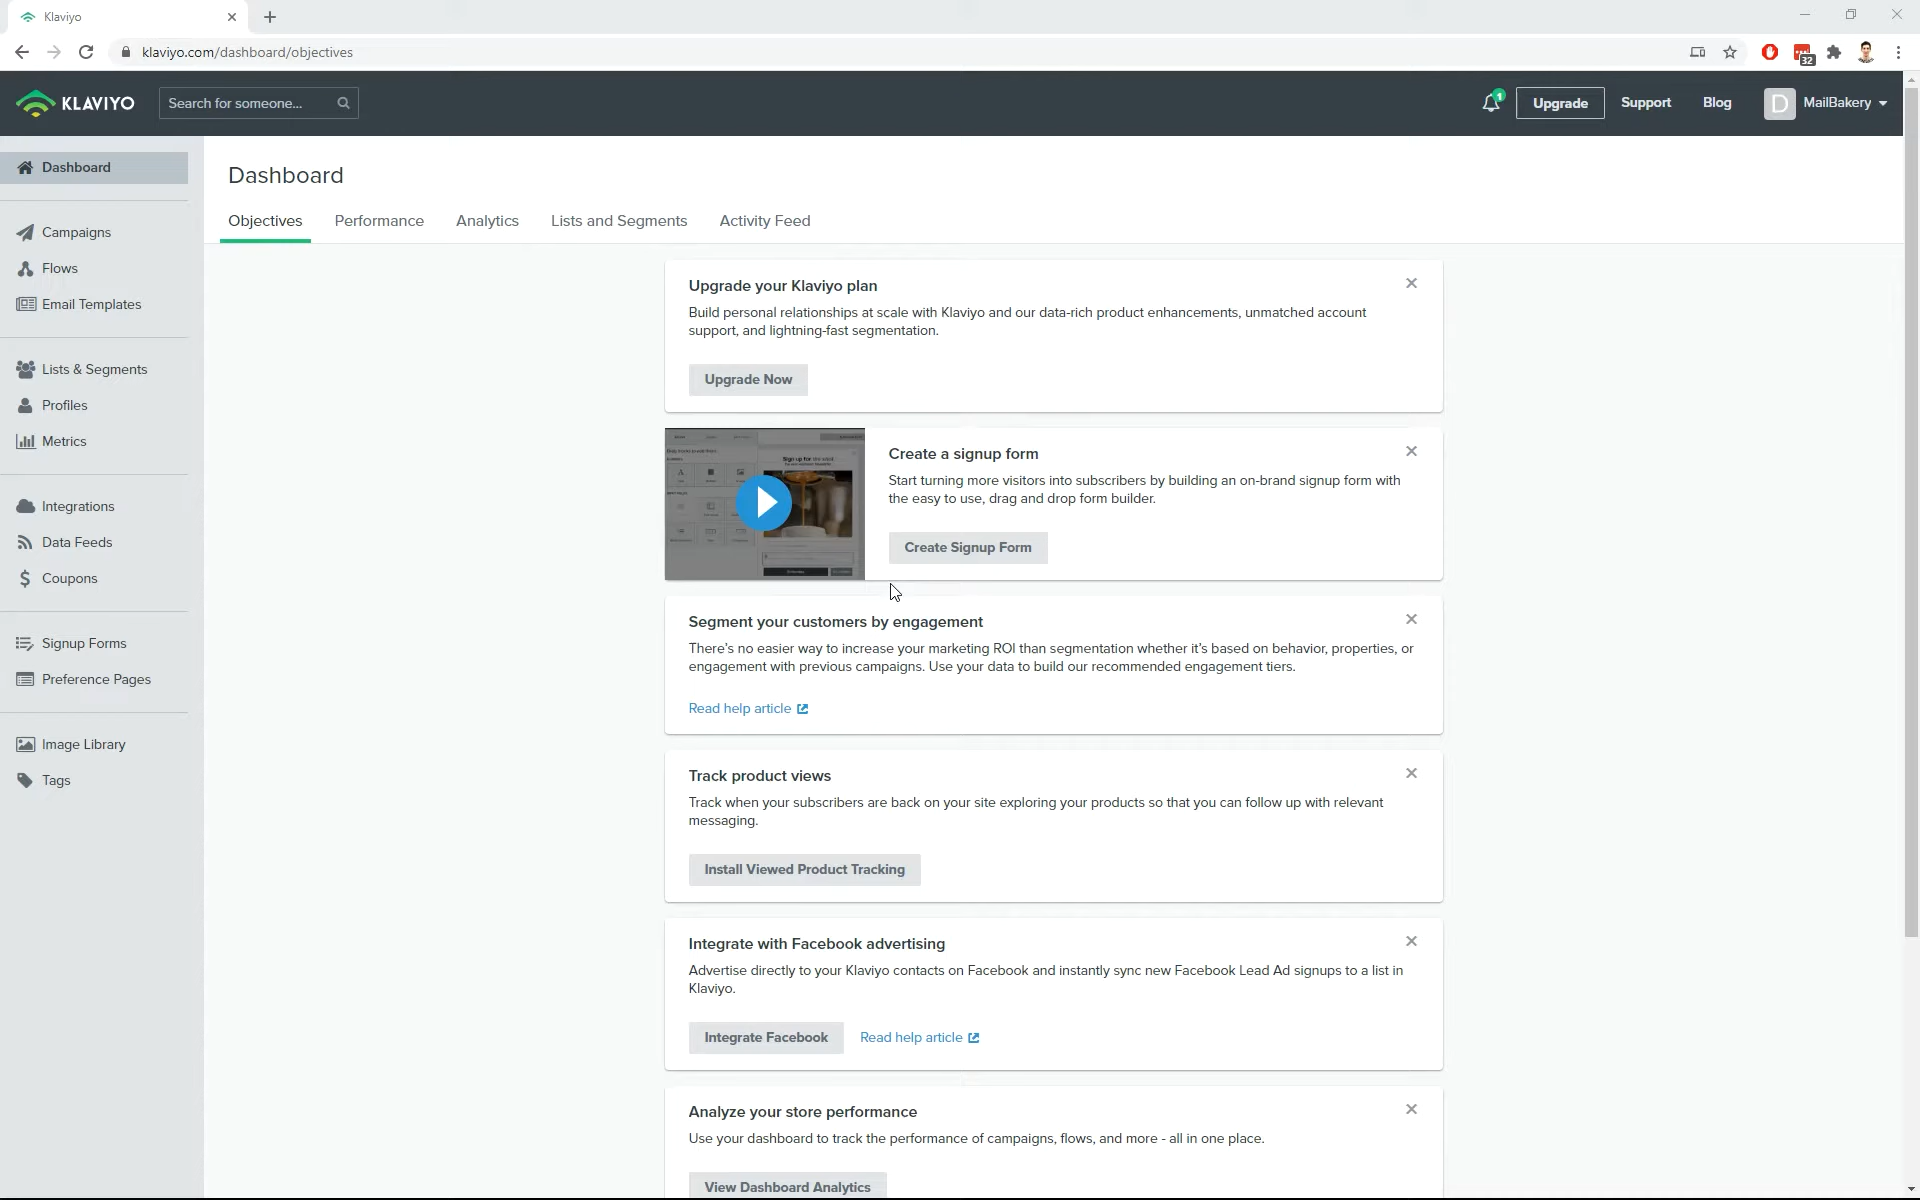 Klaviyo
klaviyo.com/dashboard/objectives
32
KLAVIYO
Search for someone...
1
Upgrade
Support
Blog
D
MailBakery
Dashboard
Campaigns
Flows
Email Templates
Lists & Segments
Profiles
Metrics
Integrations
Data Feeds
Coupons
Signup Forms
Preference Pages
Image Library
Tags
Dashboard
Objectives
Performance
Analytics
Lists and Segments
Activity Feed
Upgrade your Klaviyo plan
Build personal relationships at scale with Klaviyo and our data-rich product enhancements, unmatched account
support, and lightning-fast segmentation.
Upgrade Now
Create a signup form
Start turning more visitors into subscribers by building an on-brand signup form with
the easy to use, drag and drop form builder.
Create Signup Form
Segment your customers by engagement
There's no easier way to increase your marketing ROI than segmentation whether it's based on behavior, properties, or
engagement with previous campaigns. Use your data to build our recommended engagement tiers.
Read help article
Track product views
Track when your subscribers are back on your site exploring your products so that you can follow up with relevant
messaging.
Install Viewed Product Tracking
Integrate with Facebook advertising
Advertise directly to your Klaviyo contacts on Facebook and instantly sync new Facebook Lead Ad signups to a list in
Klaviyo.
Integrate Facebook
Read help article
Analyze your store performance
Use your dashboard to track the performance of campaigns, flows, and more - all in one place.
View Dashboard Analytics